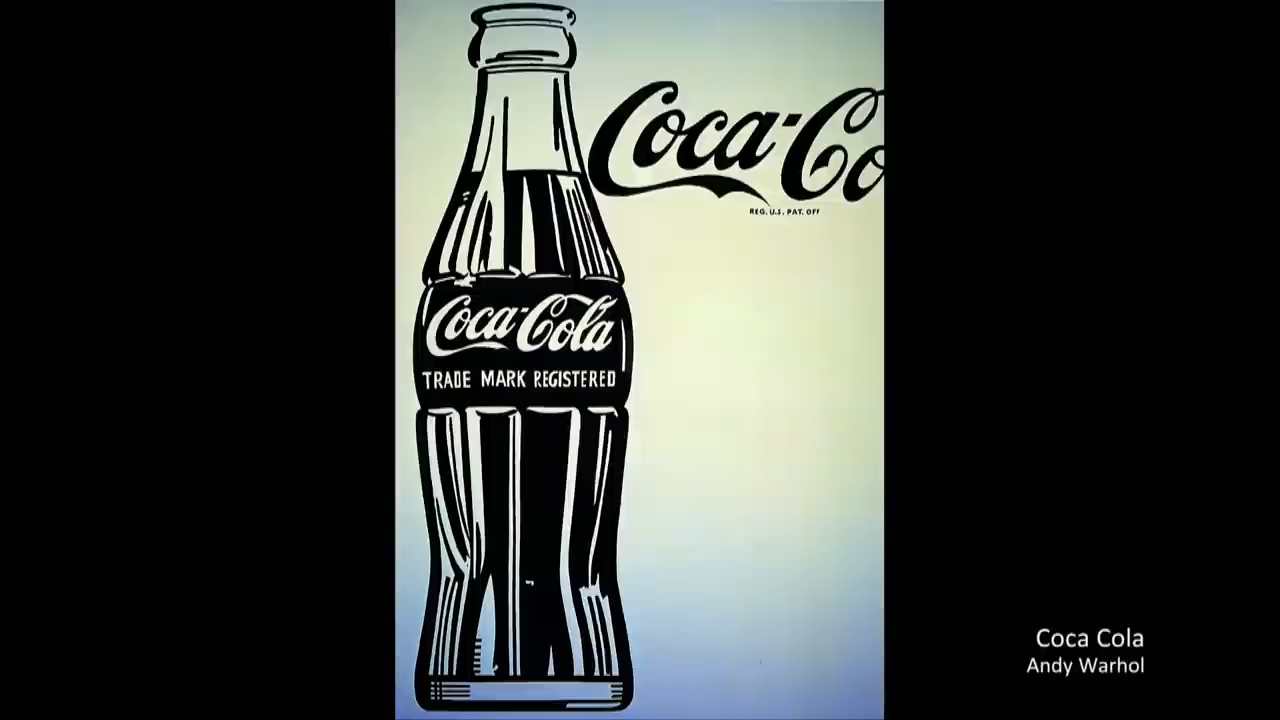 Coca-Co
REG. U.S. PAT. OFF
Coca-Cola
TRADE MARK REGISTERED
Coca Cola
Andy Warhol